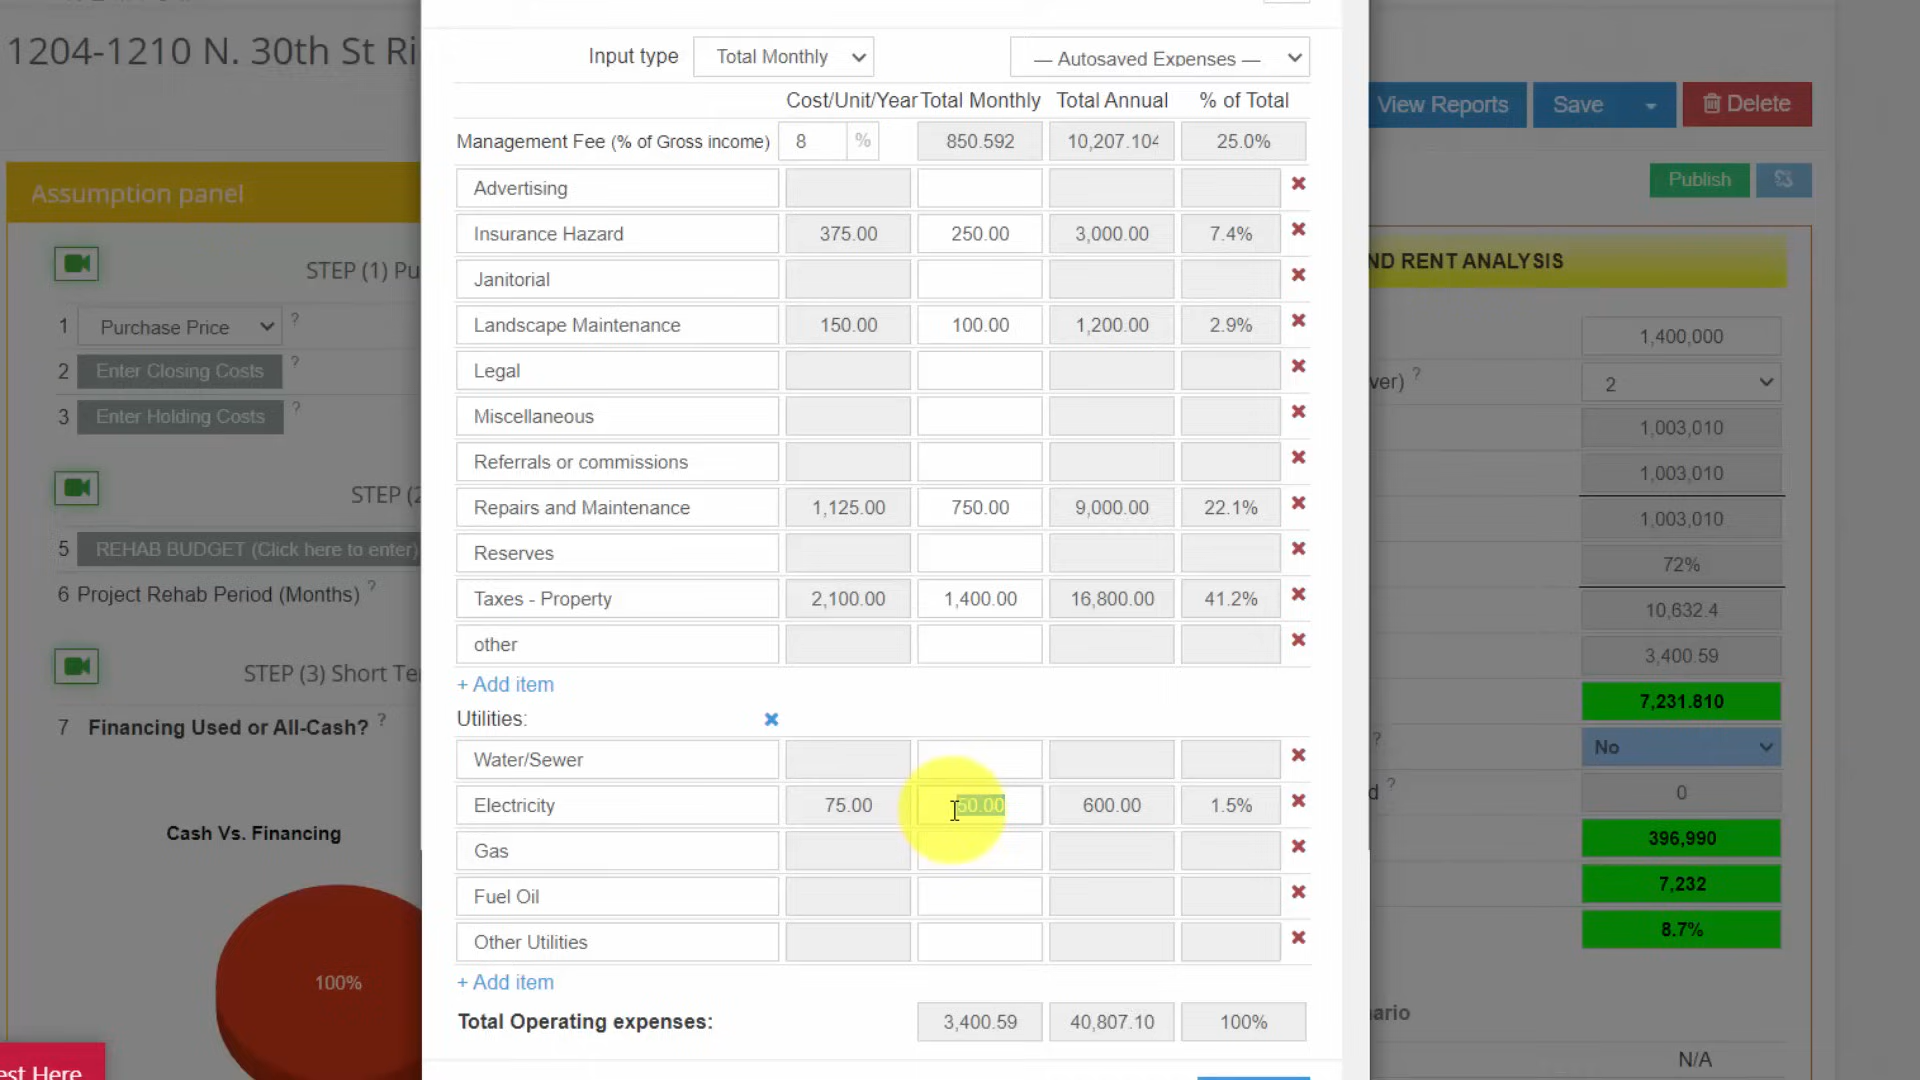 1204-1210 N. 30th St Ri
Input type
Total Monthly
— Autosaved Expenses —
View Reports
Save
Delete
Cost/Unit/Year Total Monthly Total Annual % of Total
Management Fee (% of Gross income) 8 % 850.592 10,207.104 25.0%
Publish
Assumption panel
Advertising
Insurance Hazard 375.00 250.00 3,000.00 7.4%
ND RENT ANALYSIS
STEP (1) Pu
Janitorial
1 Purchase Price ?
Landscape Maintenance 150.00 100.00 1,200.00 2.9%
1,400,000
2 Enter Closing Costs ?
Legal
ver) ? 2
3 Enter Holding Costs ?
Miscellaneous
1,003,010
Referrals or commissions
1,003,010
STEP (2
Repairs and Maintenance 1,125.00 750.00 9,000.00 22.1%
1,003,010
5 REHAB BUDGET (Click here to enter)
Reserves
72%
6 Project Rehab Period (Months) ?
Taxes - Property 2,100.00 1,400.00 16,800.00 41.2%
10,632.4
other
3,400.59
STEP (3) Short Te
+ Add item
7,231.810
Utilities:
7 Financing Used or All-Cash? ?
? No
Water/Sewer
d ? 0
Electricity 75.00 50.00 600.00 1.5%
Cash Vs. Financing
396,990
Gas
7,232
Fuel Oil
8.7%
Other Utilities
100%
+ Add item
Total Operating expenses: 3,400.59 40,807.10 100%
ario
N/A
est Here